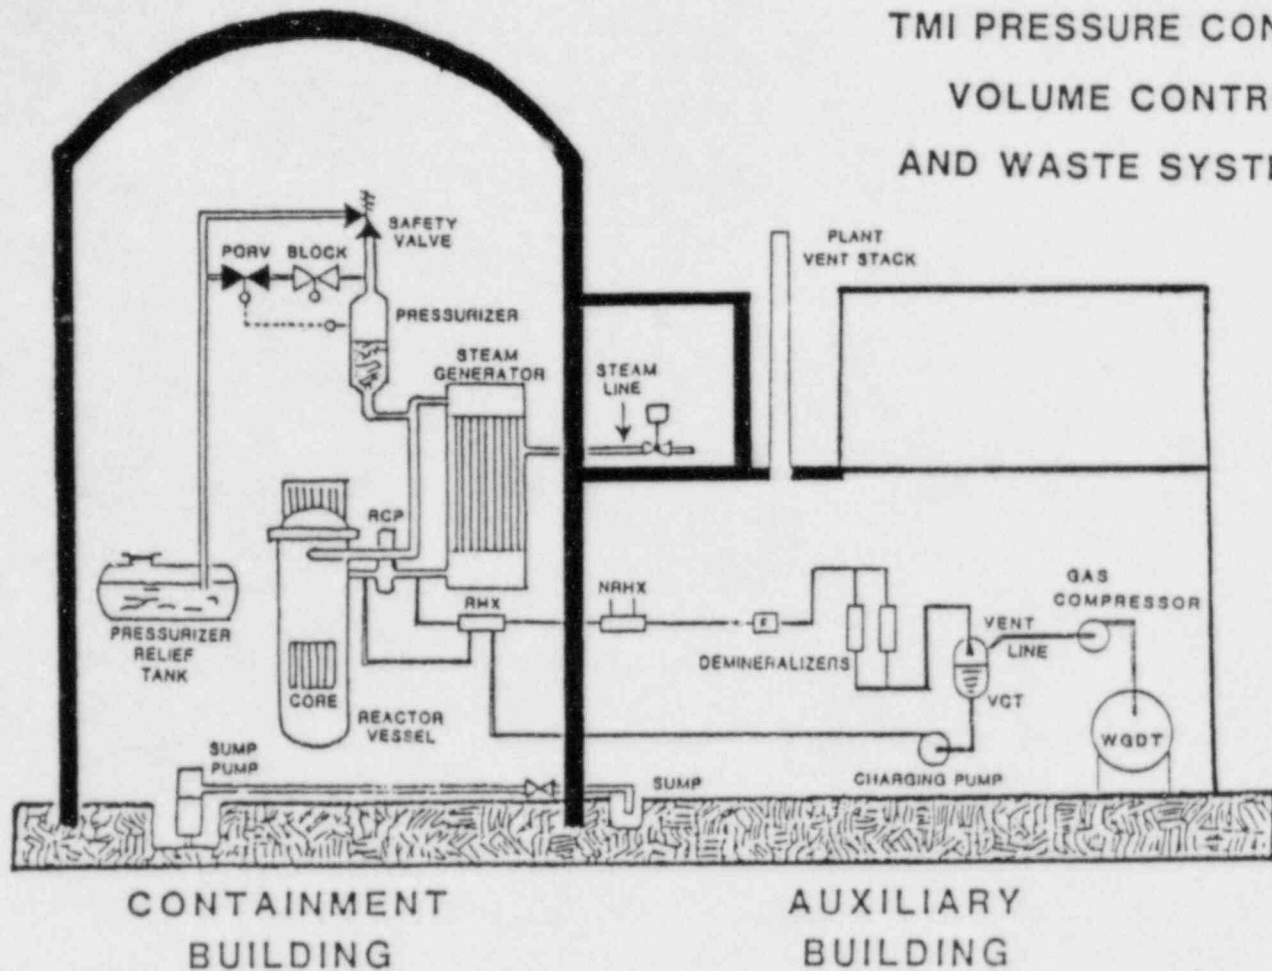 TMI PRESSURE CON
VOLUME CONTR
AND WASTE SYSTE
SAFETY
VALVE
PORV
BLOCK
PRESSURIZER
STEAM
GENERATOR
PLANT
VENT STACK
STEAM
LINE
RCP
RHX
NRHX
F
DEMINERALIZERS
GAS
COMPRESSOR
VENT
LINE
VCT
WGDT
CHARGING PUMP
PRESSURIZER
RELIEF
TANK
CORE
REACTOR
VESSEL
SUMP
PUMP
SUMP
CONTAINMENT
BUILDING
AUXILIARY
BUILDING